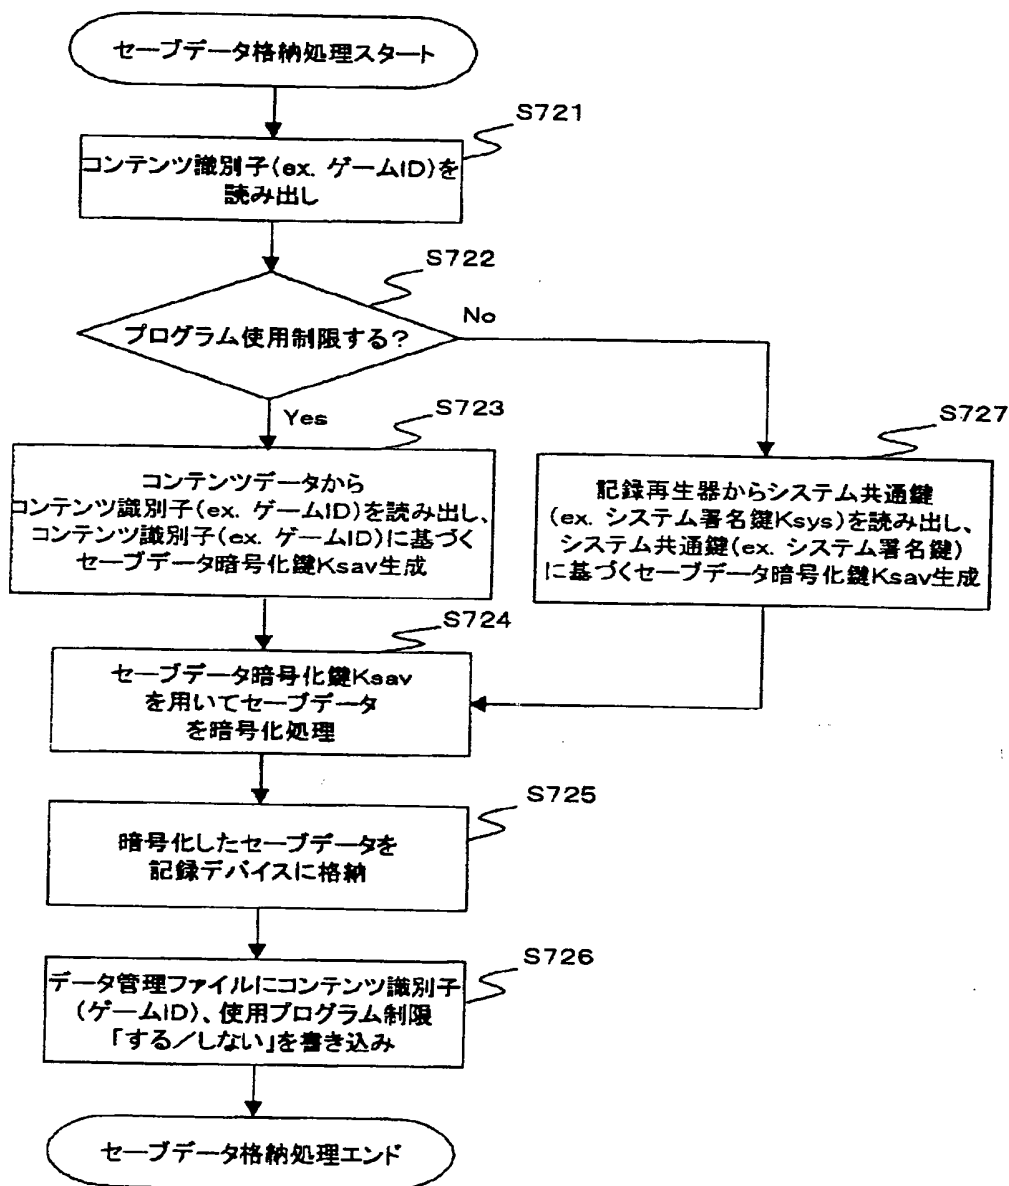 セーブデータ格納処理スタート
S721
コンテンツ識別子(ex. ゲームID)を
読み出し
S722
プログラム使用制限する?
No
Yes
S723
コンテンツデータから
コンテンツ識別子(ex. ゲームID)を読み出し、
コンテンツ識別子(ex. ゲームID)に基づく
セーブデータ暗号化鍵Ksav生成
S727
記録再生器からシステム共通鍵
(ex. システム署名鍵Ksys)を読み出し、
システム共通鍵(ex. システム署名鍵)
に基づくセーブデータ暗号化鍵Ksav生成
S724
セーブデータ暗号化鍵Ksav
を用いてセーブデータ
を暗号化処理
S725
暗号化したセーブデータを
記録デバイスに格納
S726
データ管理ファイルにコンテンツ識別子
(ゲームID)、使用プログラム制限
「する/しない」を書き込み
セーブデータ格納処理エンド